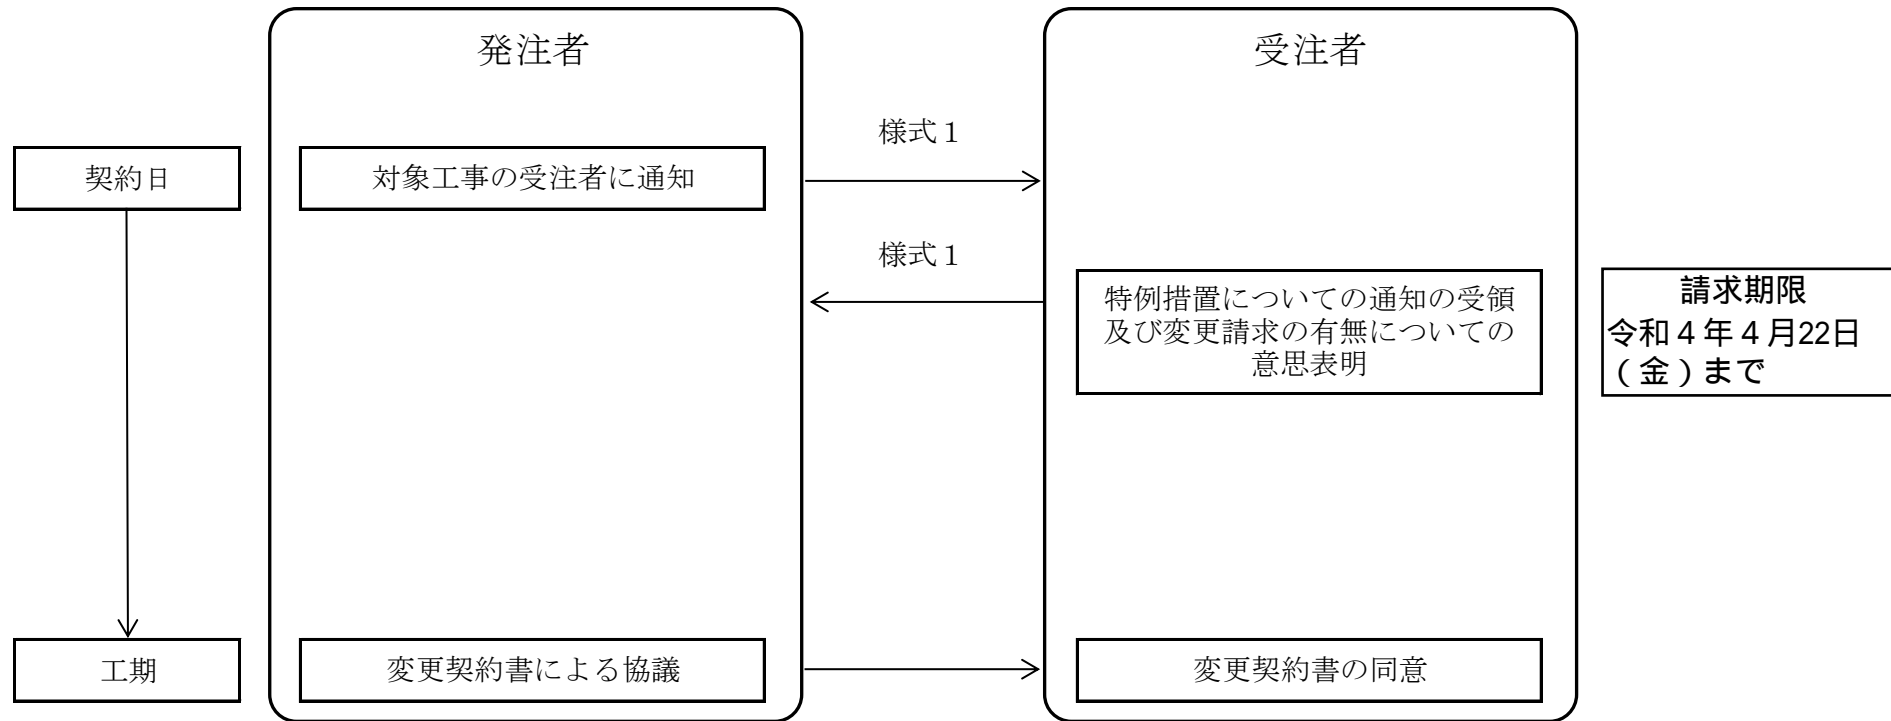 発注者
受注者
様式１
契約日
対象工事の受注者に通知
様式１
特例措置についての通知の受領
及び変更請求の有無についての
意思表明
請求期限
令和４年４月22日
（金）まで
工期
変更契約書による協議
変更契約書の同意